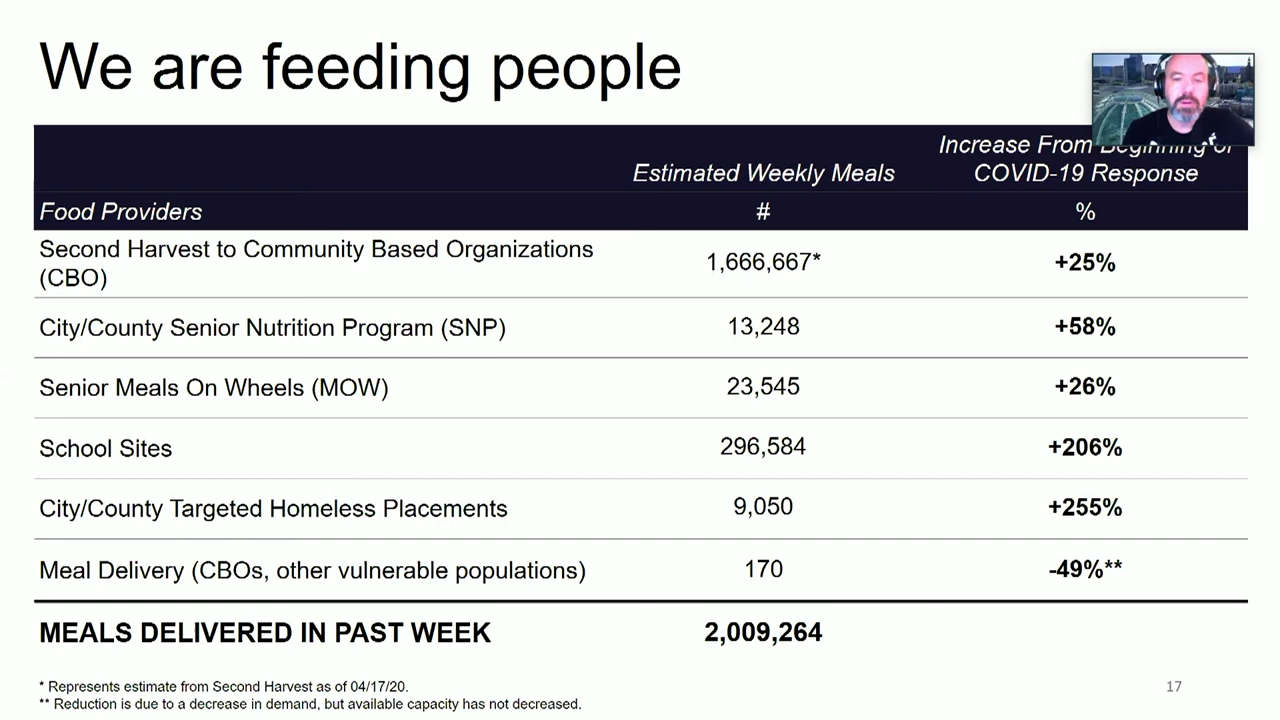 We are feeding people
Increase From Beginning of
Estimated Weekly Meals COVID-19 Response
Food Providers # %
Second Harvest to Community Based Organizations
(CBO) 1,666,667* +25%
City/County Senior Nutrition Program (SNP) 13,248 +58%
Senior Meals On Wheels (MOW) 23,545 +26%
School Sites 296,584 +206%
City/County Targeted Homeless Placements 9,050 +255%
Meal Delivery (CBOs, other vulnerable populations) 170 -49%**
MEALS DELIVERED IN PAST WEEK 2,009,264
* Represents estimate from Second Harvest as of 04/17/20.
** Reduction is due to a decrease in demand, but available capacity has not decreased.
17